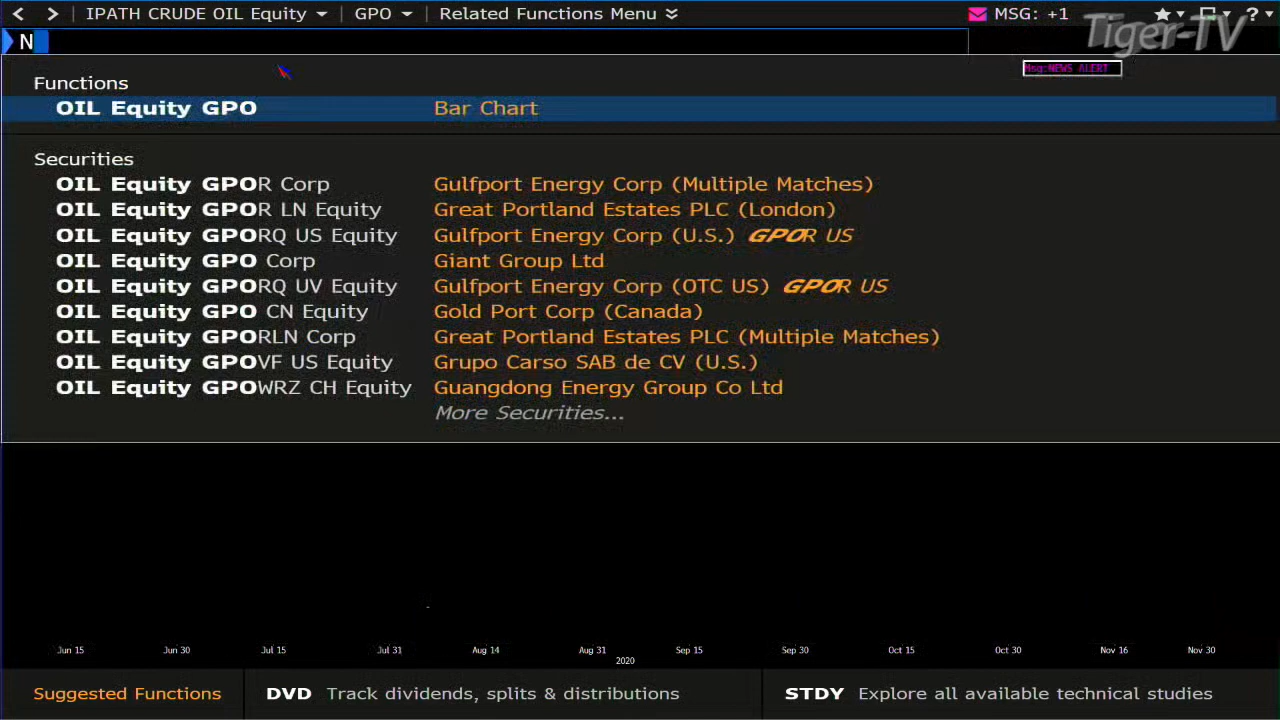 IPATH CRUDE OIL Equity GPO Related Functions Menu MSG: +1 ?
Tiger-TV
N
Msg:NEWS ALERT
Functions
OIL Equity GPO Bar Chart
Securities
OIL Equity GPOR Corp Gulfport Energy Corp (Multiple Matches)
OIL Equity GPOR LN Equity Great Portland Estates PLC (London)
OIL Equity GPORQ US Equity Gulfport Energy Corp (U.S.) GPOR US
OIL Equity GPO Corp Giant Group Ltd
OIL Equity GPORQ UV Equity Gulfport Energy Corp (OTC US) GPOR US
OIL Equity GPO CN Equity Gold Port Corp (Canada)
OIL Equity GPORLN Corp Great Portland Estates PLC (Multiple Matches)
OIL Equity GPOVF US Equity Grupo Carso SAB de CV (U.S.)
OIL Equity GPOWRZ CH Equity Guangdong Energy Group Co Ltd
More Securities...
Jun 15 Jun 30 Jul 15 Jul 31 Aug 14 Aug 31 Sep 15 Sep 30 Oct 15 Oct 30 Nov 16 Nov 30
2020
Suggested Functions DVD Track dividends, splits & distributions STDY Explore all available technical studies